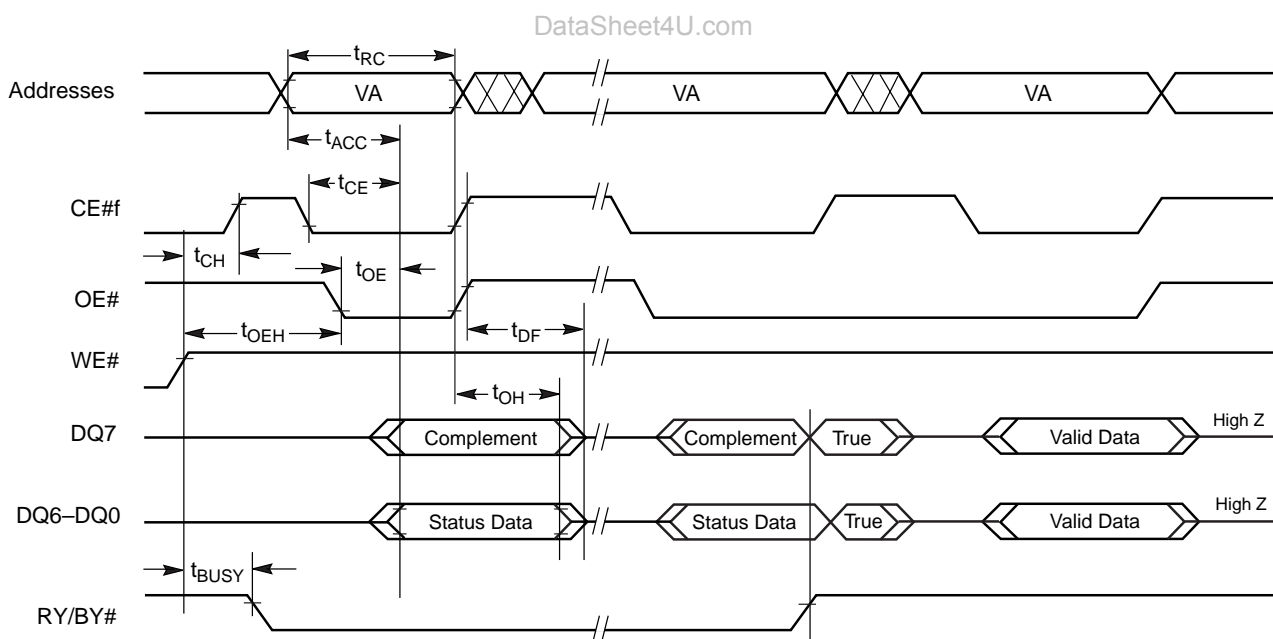 DataSheet4U.com
tRC
Addresses VA VA VA
tACC
tCE
CE#f
tCH tOE
OE#
tOEH tDF
WE#
tOH
DQ7 Complement Complement True Valid Data High Z
DQ6–DQ0 Status Data Status Data True Valid Data High Z
tBUSY
RY/BY#